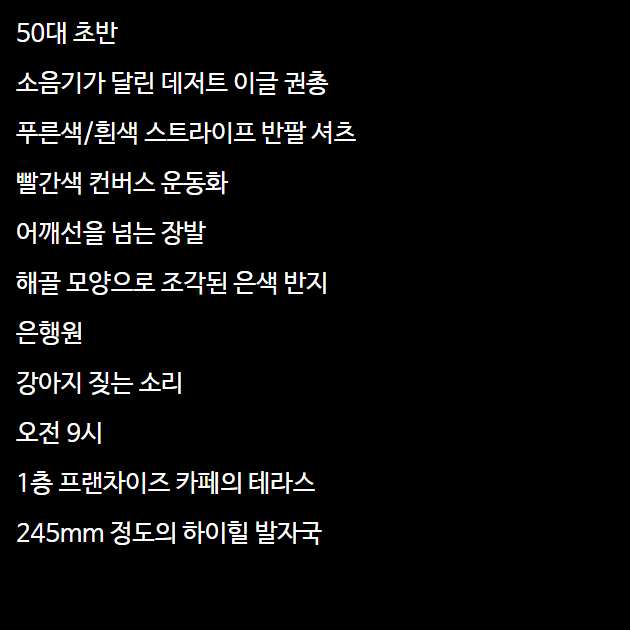 50대 초반
소음기가 달린 데저트 이글 권총
푸른색/흰색 스트라이프 반팔 셔츠
빨간색 컨버스 운동화
어깨선을 넘는 장발
해골 모양으로 조각된 은색 반지
은행원
강아지 짖는 소리
오전 9시
1층 프랜차이즈 카페의 테라스
245mm 정도의 하이힐 발자국